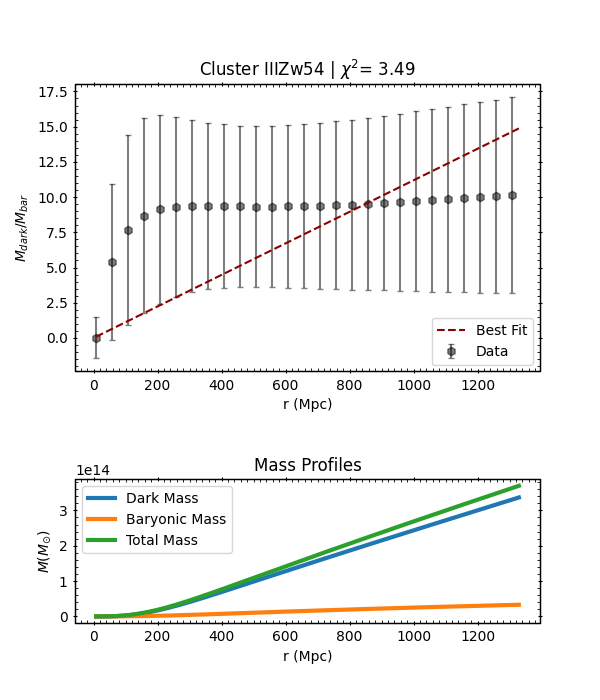 Cluster IIIZw54 | χ²= 3.49
17.5
15.0
12.5
10.0
7.5
5.0
2.5
0.0
M_dark/M_bar
Best Fit
Data
0 200 400 600 800 1000 1200
r (Mpc)
Mass Profiles
1e14
3
2
1
0
M(M_⊙)
Dark Mass
Baryonic Mass
Total Mass
0 200 400 600 800 1000 1200
r (Mpc)